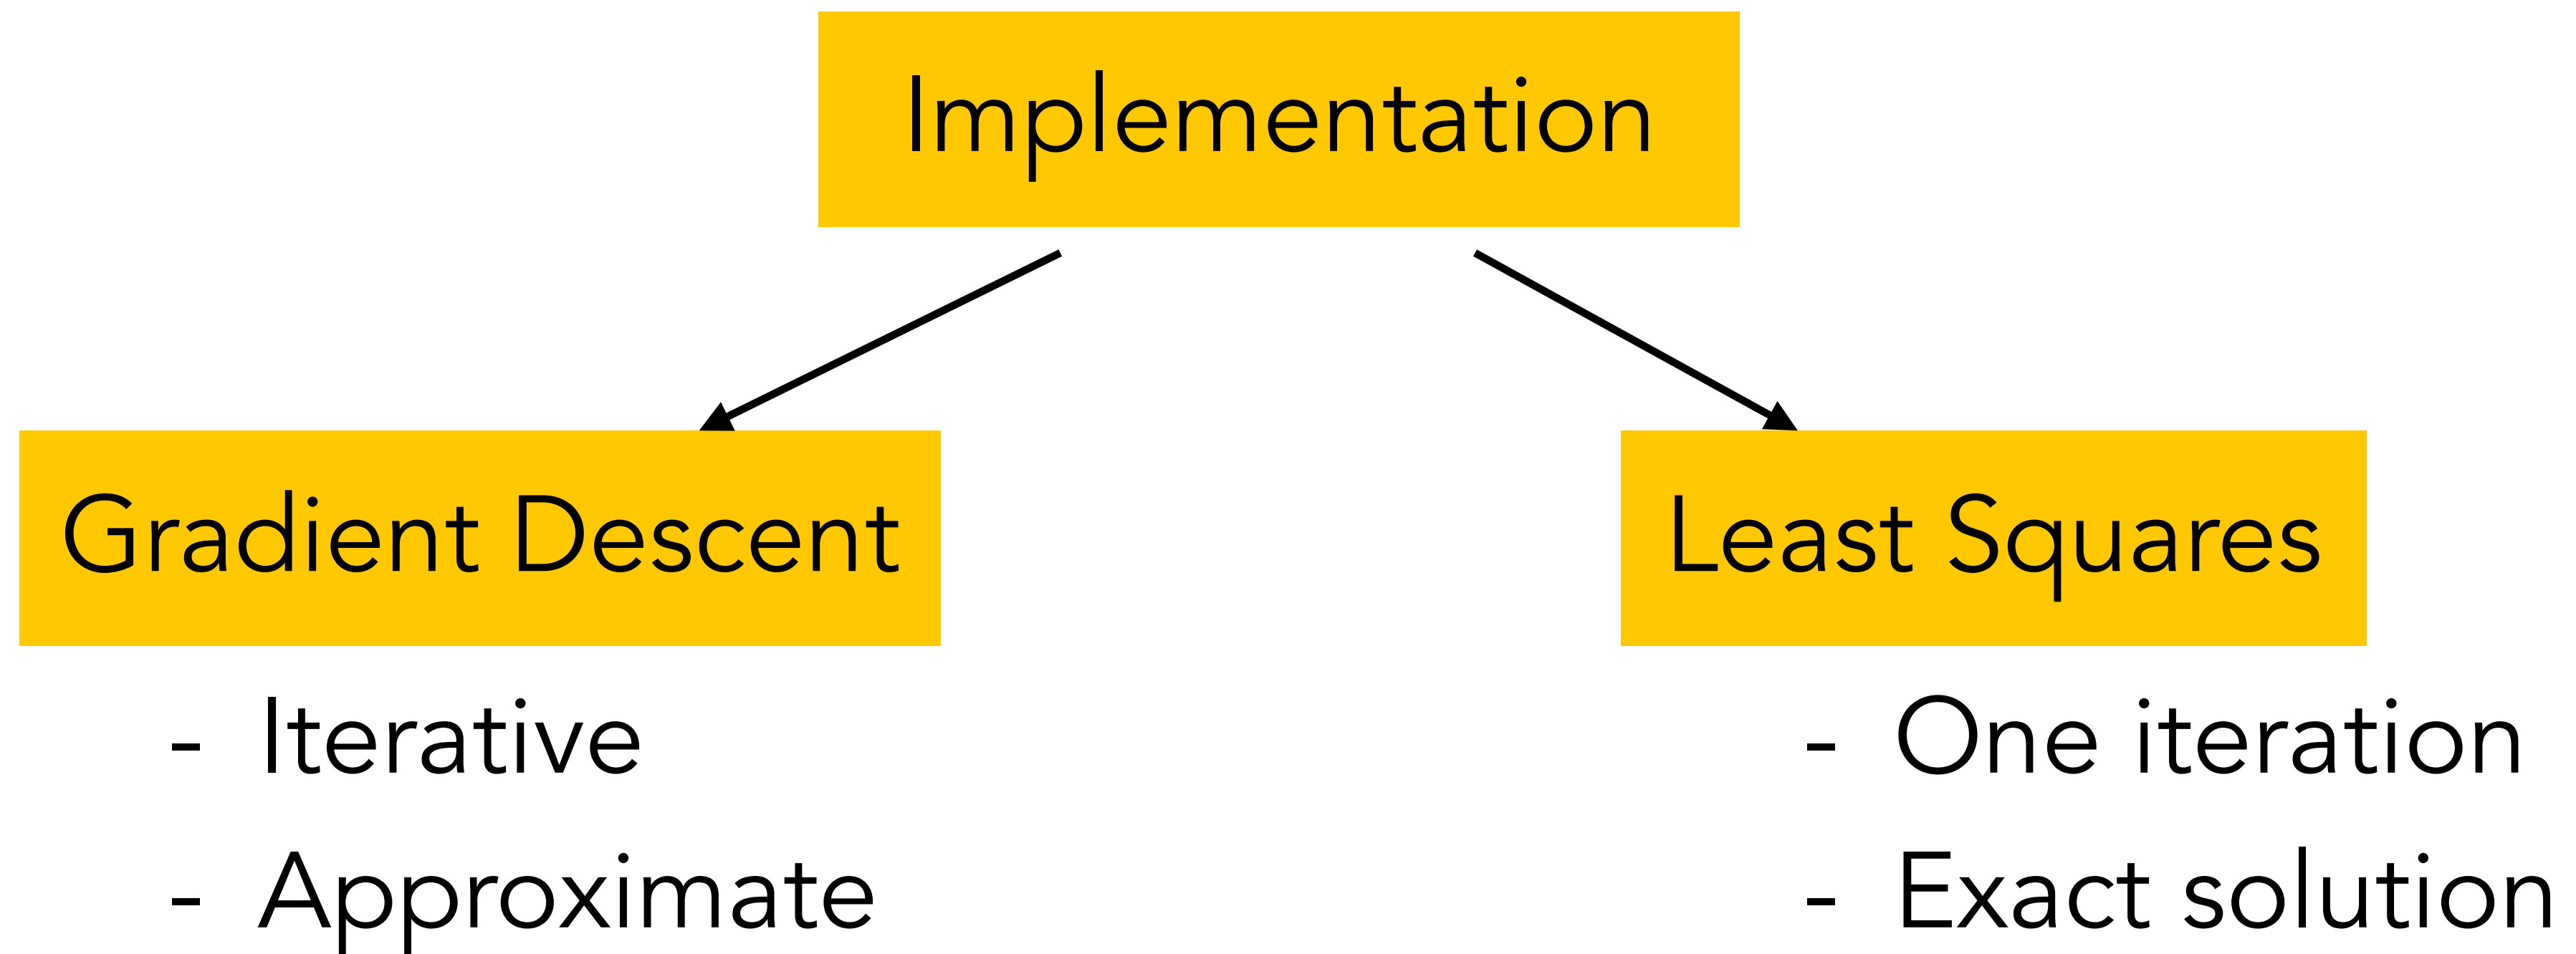 Implementation
Gradient Descent
- Iterative
- Approximate
Least Squares
- One iteration
- Exact solution